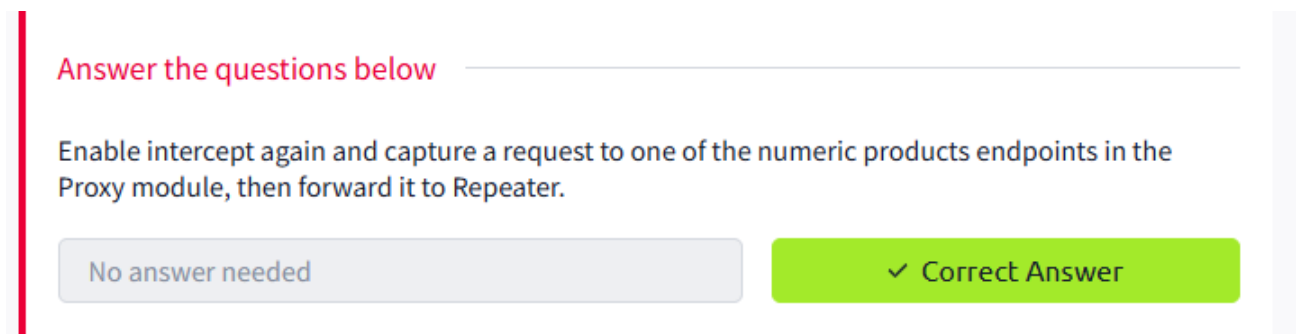 Answer the questions below
Enable intercept again and capture a request to one of the numeric products endpoints in the
Proxy module, then forward it to Repeater.
No answer needed
✓ Correct Answer